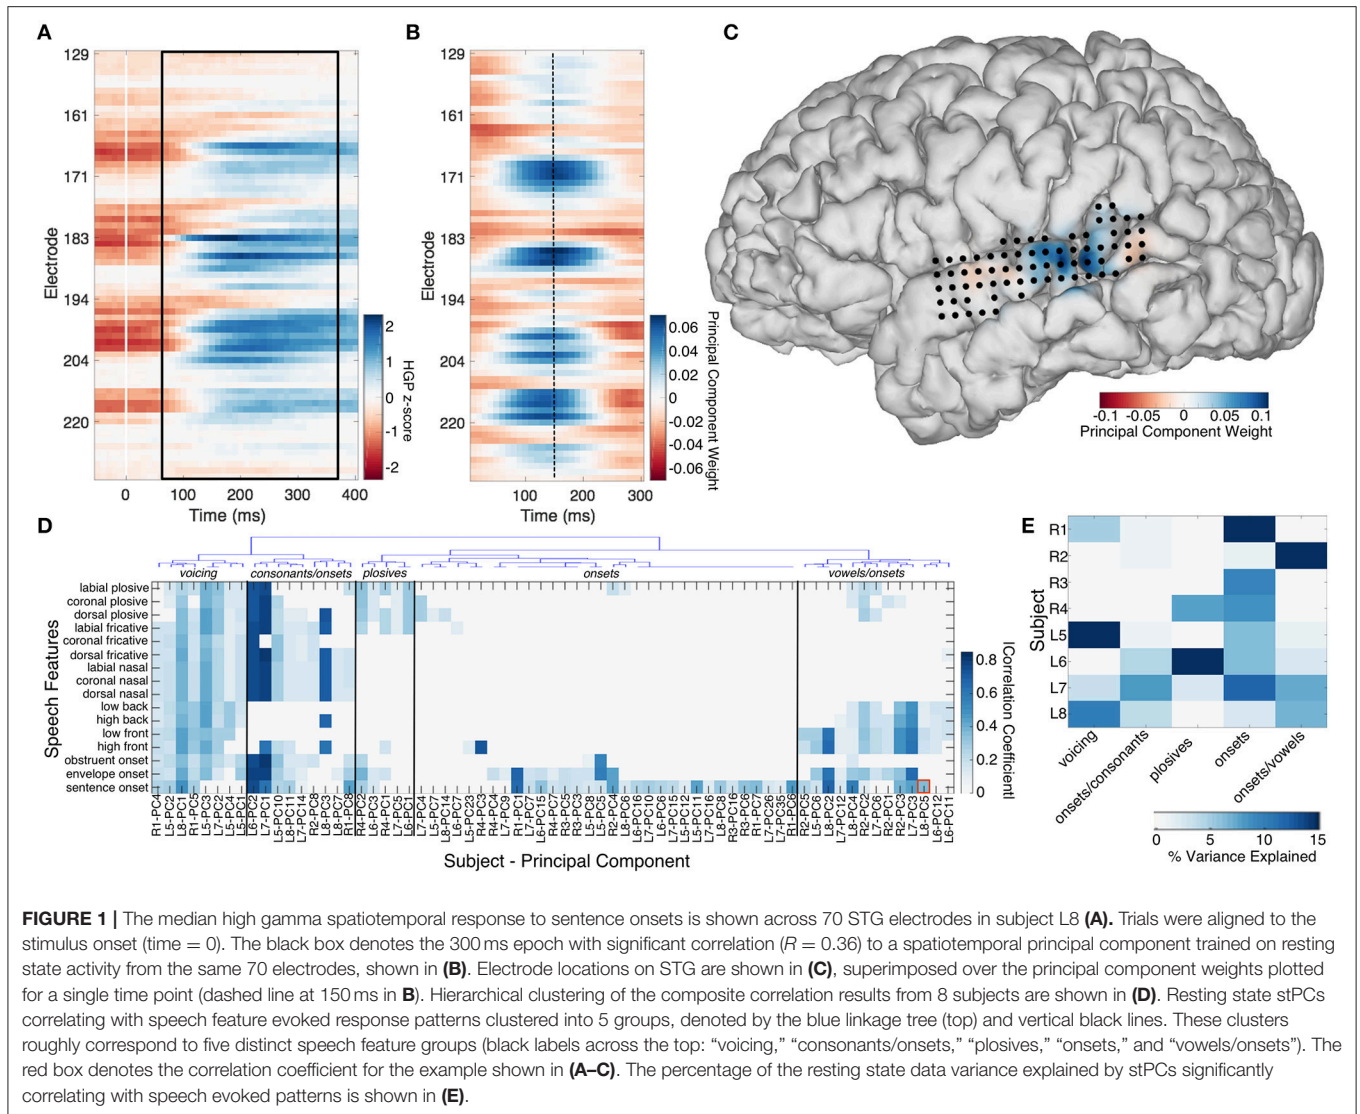 A
129
161
171
183
194
204
220
Electrode
0
100
200
300
400
Time (ms)
2
1
0
-1
-2
HGP z-score
B
129
161
171
183
194
204
220
Electrode
100
200
300
Time (ms)
0.06
0.04
0.02
0
-0.02
-0.04
-0.06
Principal Component Weight
C
-0.1 -0.05 0 0.05 0.1
Principal Component Weight
D
voicing consonants/onsets plosives onsets vowels/onsets
labial plosive
coronal plosive
dorsal plosive
labial fricative
coronal fricative
dorsal fricative
labial nasal
coronal nasal
dorsal nasal
low back
high back
low front
high front
obstruent onset
envelope onset
sentence onset
Speech Features
0.8
0.6
0.4
0.2
0
|Correlation Coefficient|
Subject - Principal Component
E
R1
R2
R3
R4
L5
L6
L7
L8
Subject
voicing
onsets/consonants
plosives
onsets
onsets/vowels
0 5 10 15
% Variance Explained
FIGURE 1 | The median high gamma spatiotemporal response to sentence onsets is shown across 70 STG electrodes in subject L8 (A). Trials were aligned to the
stimulus onset (time = 0). The black box denotes the 300 ms epoch with significant correlation (R = 0.36) to a spatiotemporal principal component trained on resting
state activity from the same 70 electrodes, shown in (B). Electrode locations on STG are shown in (C), superimposed over the principal component weights plotted
for a single time point (dashed line at 150 ms in B). Hierarchical clustering of the composite correlation results from 8 subjects are shown in (D). Resting state stPCs
correlating with speech feature evoked response patterns clustered into 5 groups, denoted by the blue linkage tree (top) and vertical black lines. These clusters
roughly correspond to five distinct speech feature groups (black labels across the top: “voicing,” “consonants/onsets,” “plosives,” “onsets,” and “vowels/onsets”). The
red box denotes the correlation coefficient for the example shown in (A–C). The percentage of the resting state data variance explained by stPCs significantly
correlating with speech evoked patterns is shown in (E).